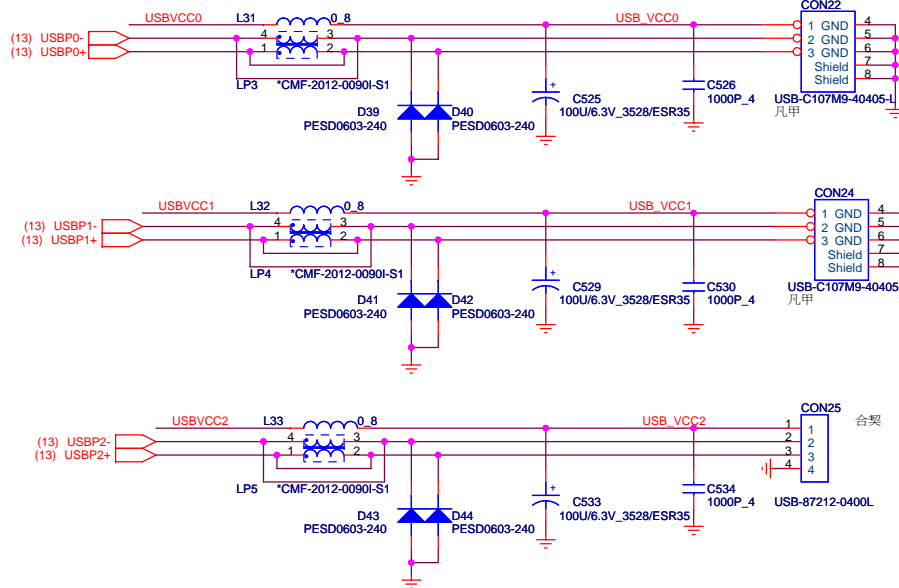 USBVCC0 L31 0_8 USB_VCC0 CON22
(13) USBP0- 4 3 1 GND 4
(13) USBP0+ 1 2 2 GND 5
3 GND 6
Shield 7
Shield 8
LP3 *CMF-2012-0090I-S1
D39 D40
PESD0603-240 PESD0603-240
+
C525
100U/6.3V_3528/ESR35
C526
1000P_4
USB-C107M9-40405-L
凡甲
USBVCC1 L32 0_8 USB_VCC1 CON24
(13) USBP1- 4 3 1 GND 4
(13) USBP1+ 1 2 2 GND 5
3 GND 6
Shield 7
Shield 8
LP4 *CMF-2012-0090I-S1
D41 D42
PESD0603-240 PESD0603-240
+
C529
100U/6.3V_3528/ESR35
C530
1000P_4
USB-C107M9-40405
凡甲
USBVCC2 L33 0_8 USB_VCC2 CON25
合契
(13) USBP2- 4 3 1 1
(13) USBP2+ 1 2 2 2
3 3
4 4
LP5 *CMF-2012-0090I-S1
D43 D44
PESD0603-240 PESD0603-240
+
C533
100U/6.3V_3528/ESR35
C534
1000P_4
USB-87212-0400L